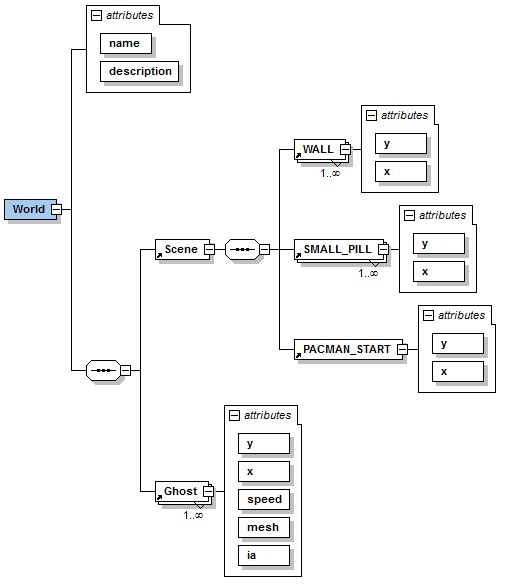 attributes
name
description
World
Scene
WALL
1..∞
attributes
y
x
SMALL_PILL
1..∞
attributes
y
x
PACMAN_START
attributes
y
x
Ghost
1..∞
attributes
y
x
speed
mesh
ia